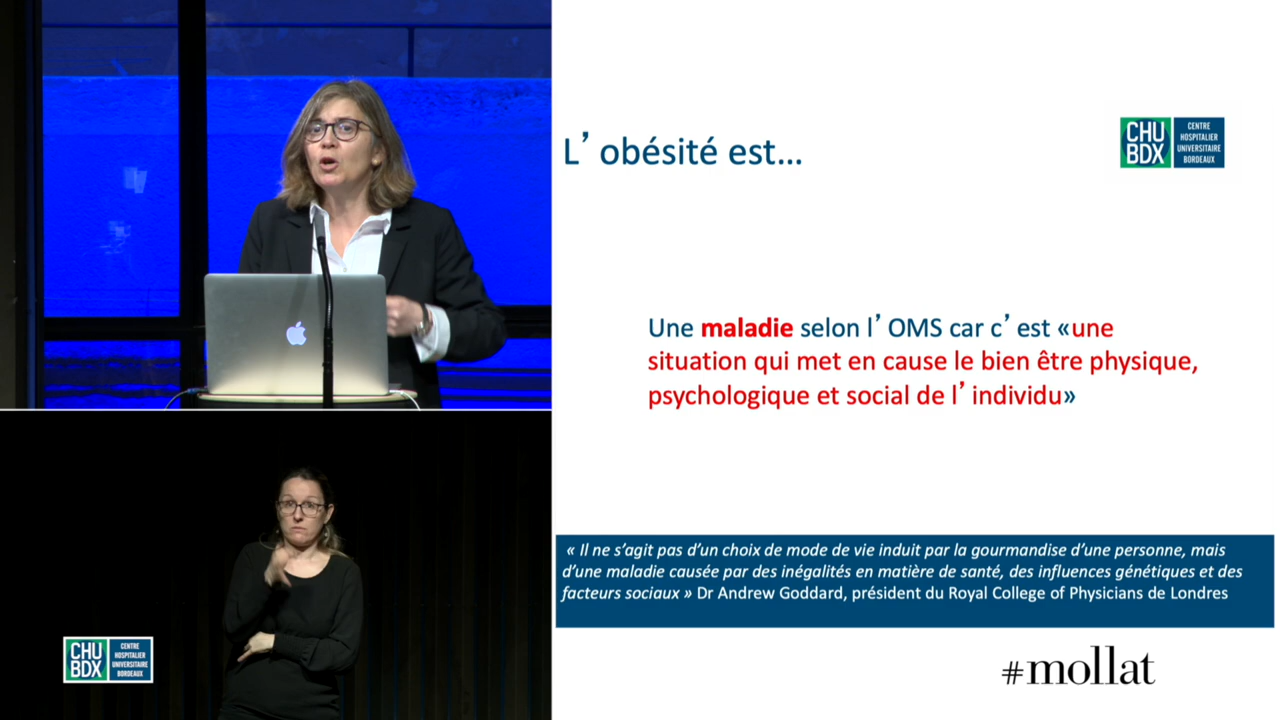 L’ obésité est...
CHU
BDX
CENTRE
HOSPITALIER
UNIVERSITAIRE
BORDEAUX
Une maladie selon l’ OMS car c’ est «une
situation qui met en cause le bien être physique,
psychologique et social de l’ individu»
« Il ne s’agit pas d’un choix de mode de vie induit par la gourmandise d’une personne, mais
d’une maladie causée par des inégalités en matière de santé, des influences génétiques et des
facteurs sociaux » Dr Andrew Goddard, président du Royal College of Physicians de Londres
CHU
BDX
CENTRE
HOSPITALIER
UNIVERSITAIRE
BORDEAUX
#mollat